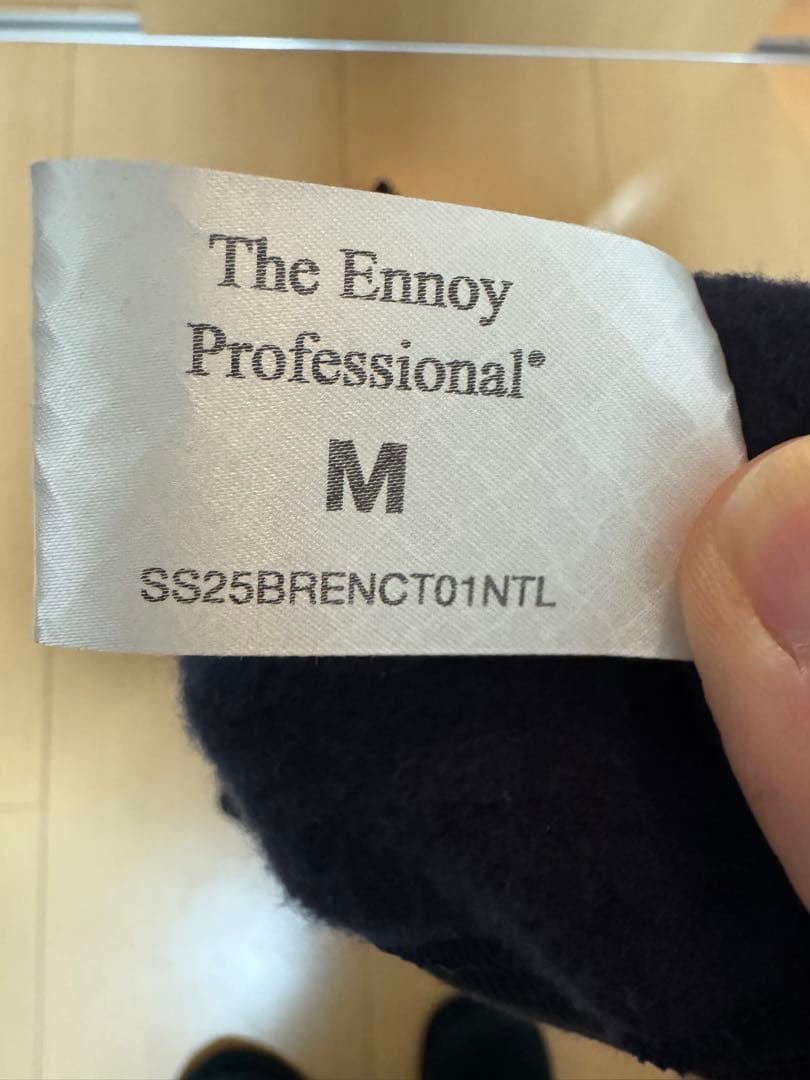 The Ennoy
Professional®
M
SS25BRENCT01NTL